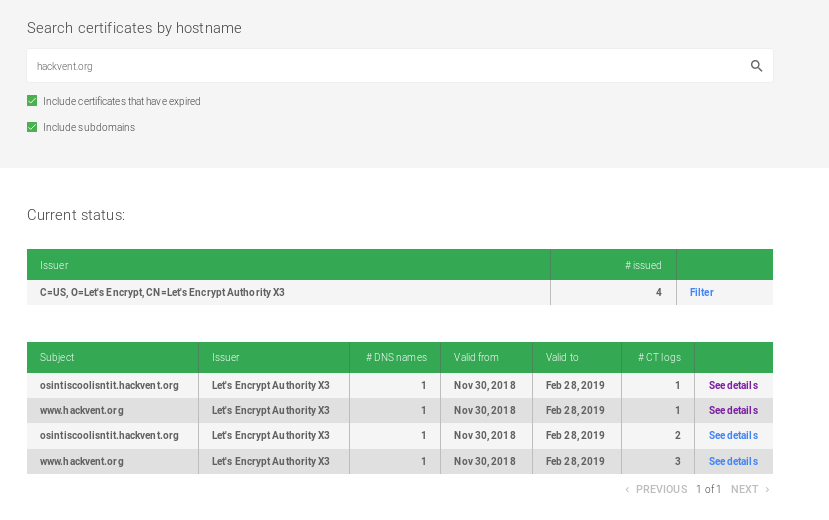 Search certificates by hostname
hackvent.org
Include certificates that have expired
Include subdomains
Current status:
Issuer # issued
C=US, O=Let's Encrypt, CN=Let's Encrypt Authority X3 4 Filter
Subject Issuer # DNS names Valid from Valid to # CT logs
osintiscoolisntit.hackvent.org Let's Encrypt Authority X3 1 Nov 30, 2018 Feb 28, 2019 1 See details
www.hackvent.org Let's Encrypt Authority X3 1 Nov 30, 2018 Feb 28, 2019 1 See details
osintiscoolisntit.hackvent.org Let's Encrypt Authority X3 1 Nov 30, 2018 Feb 28, 2019 2 See details
www.hackvent.org Let's Encrypt Authority X3 1 Nov 30, 2018 Feb 28, 2019 3 See details
‹ PREVIOUS 1 of 1 NEXT ›